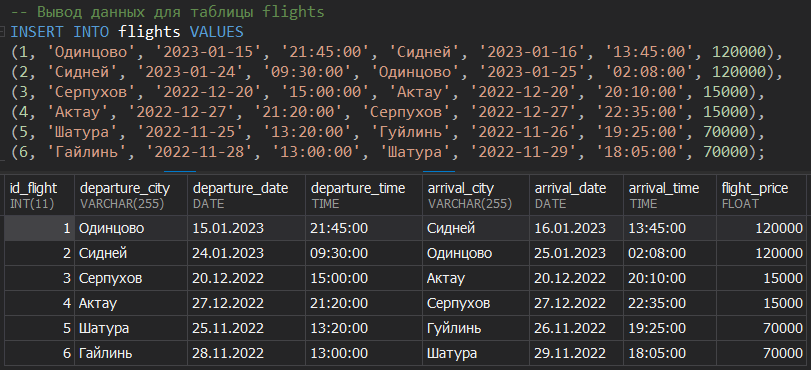 -- Вывод данных для таблицы flights
INSERT INTO flights VALUES
(1, 'Одинцово', '2023-01-15', '21:45:00', 'Сидней', '2023-01-16', '13:45:00', 120000),
(2, 'Сидней', '2023-01-24', '09:30:00', 'Одинцово', '2023-01-25', '02:08:00', 120000),
(3, 'Серпухов', '2022-12-20', '15:00:00', 'Актау', '2022-12-20', '20:10:00', 15000),
(4, 'Актау', '2022-12-27', '21:20:00', 'Серпухов', '2022-12-27', '22:35:00', 15000),
(5, 'Шатура', '2022-11-25', '13:20:00', 'Гуйлинь', '2022-11-26', '19:25:00', 70000),
(6, 'Гайлинь', '2022-11-28', '13:00:00', 'Шатура', '2022-11-29', '18:05:00', 70000);
id_flight departure_city departure_date departure_time arrival_city arrival_date arrival_time flight_price
INT(11) VARCHAR(255) DATE TIME VARCHAR(255) DATE TIME FLOAT
1 Одинцово 15.01.2023 21:45:00 Сидней 16.01.2023 13:45:00 120000
2 Сидней 24.01.2023 09:30:00 Одинцово 25.01.2023 02:08:00 120000
3 Серпухов 20.12.2022 15:00:00 Актау 20.12.2022 20:10:00 15000
4 Актау 27.12.2022 21:20:00 Серпухов 27.12.2022 22:35:00 15000
5 Шатура 25.11.2022 13:20:00 Гуйлинь 26.11.2022 19:25:00 70000
6 Гайлинь 28.11.2022 13:00:00 Шатура 29.11.2022 18:05:00 70000